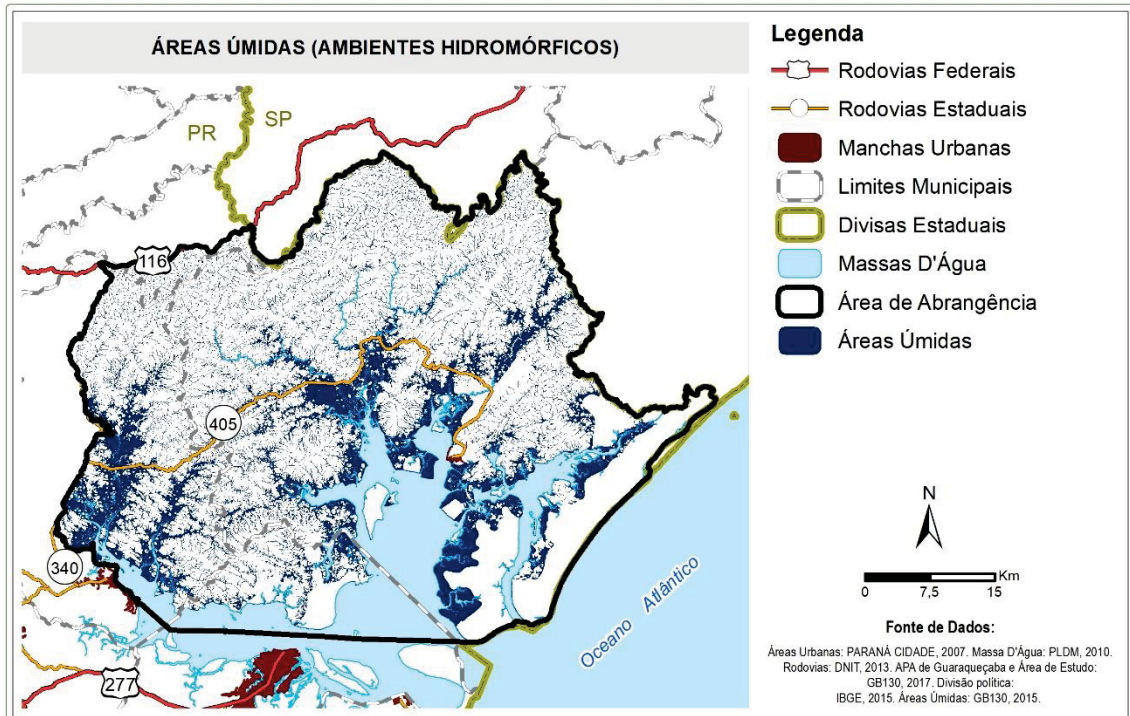 ÁREAS ÚMIDAS (AMBIENTES HIDROMÓRFICOS)
PR
SP
116
405
340
277
Oceano Atlântico
Legenda
Rodovias Federais
Rodovias Estaduais
Manchas Urbanas
Limites Municipais
Divisas Estaduais
Massas D'Água
Área de Abrangência
Áreas Úmidas
N
Km
0 7,5 15
Fonte de Dados:
Áreas Urbanas: PARANÁ CIDADE, 2007. Massa D'Água: PLDM, 2010.
Rodovias: DNIT, 2013. APA de Guaraqueçaba e Área de Estudo:
GB130, 2017. Divisão política:
IBGE, 2015. Áreas Úmidas: GB130, 2015.